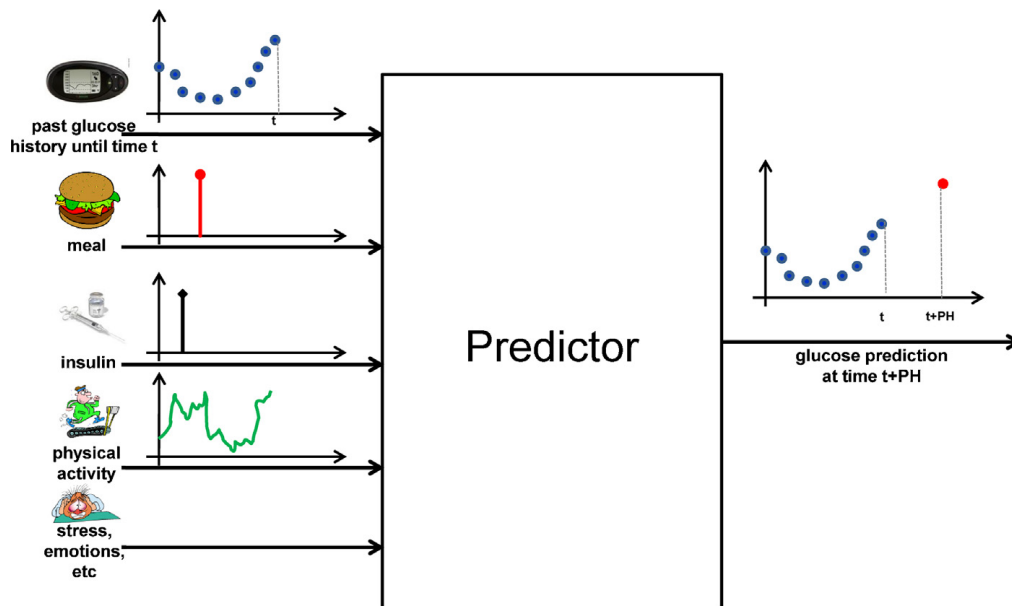 t
past glucose
history until time t
meal
insulin
physical
activity
stress,
emotions,
etc
Predictor
t
t+PH
glucose prediction
at time t+PH